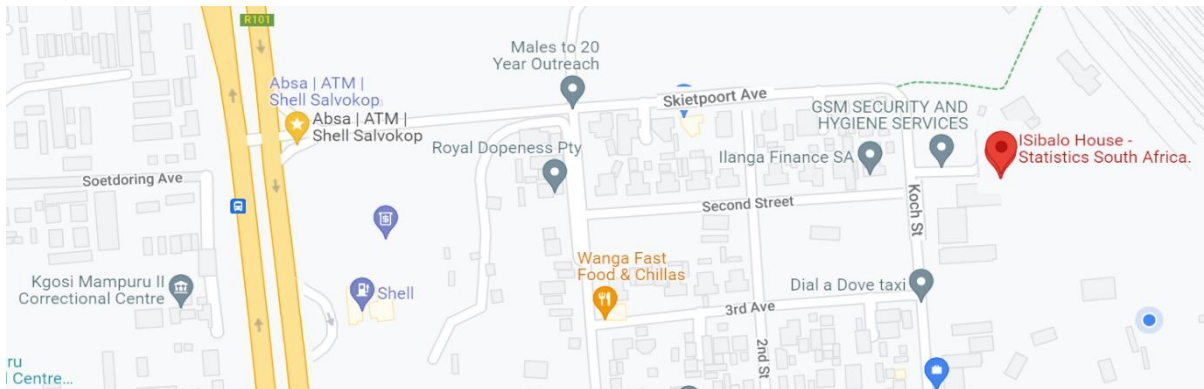 R101
Males to 20
Year Outreach
Absa | ATM |
Shell Salvokop
Absa | ATM |
Shell Salvokop
Skietpoort Ave
GSM SECURITY AND
HYGIENE SERVICES
ISibalo House -
Statistics South Africa.
Royal Dopeness Pty
Ilanga Finance SA
Soetdoring Ave
Second Street
Koch St
Wanga Fast
Food & Chillas
Kgosi Mampuru II
Correctional Centre
Shell
Dial a Dove taxi
3rd Ave
2nd St
ru
Centre...